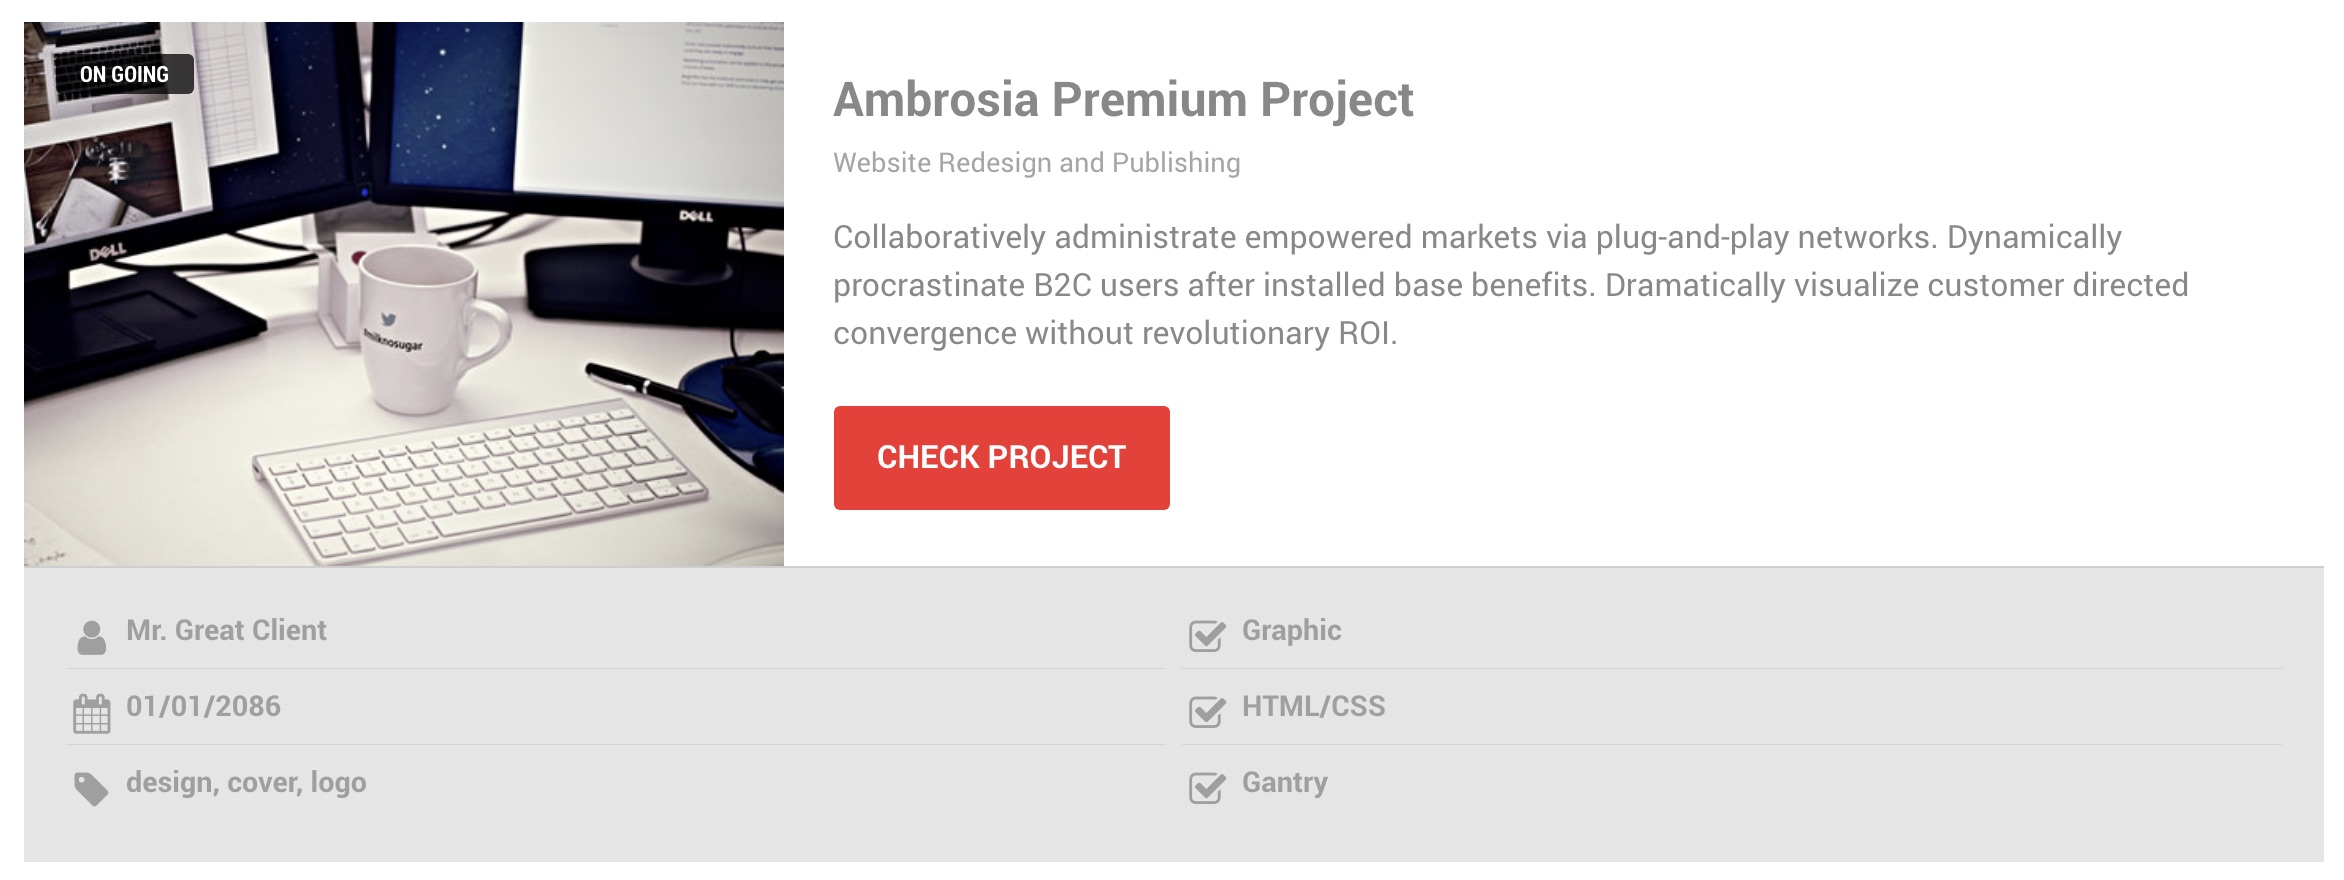 ON GOING
DELL
DELL
nosugar
Ambrosia Premium Project
Website Redesign and Publishing
Collaboratively administrate empowered markets via plug-and-play networks. Dynamically
procrastinate B2C users after installed base benefits. Dramatically visualize customer directed
convergence without revolutionary ROI.
CHECK PROJECT
Mr. Great Client
01/01/2086
design, cover, logo
Graphic
HTML/CSS
Gantry